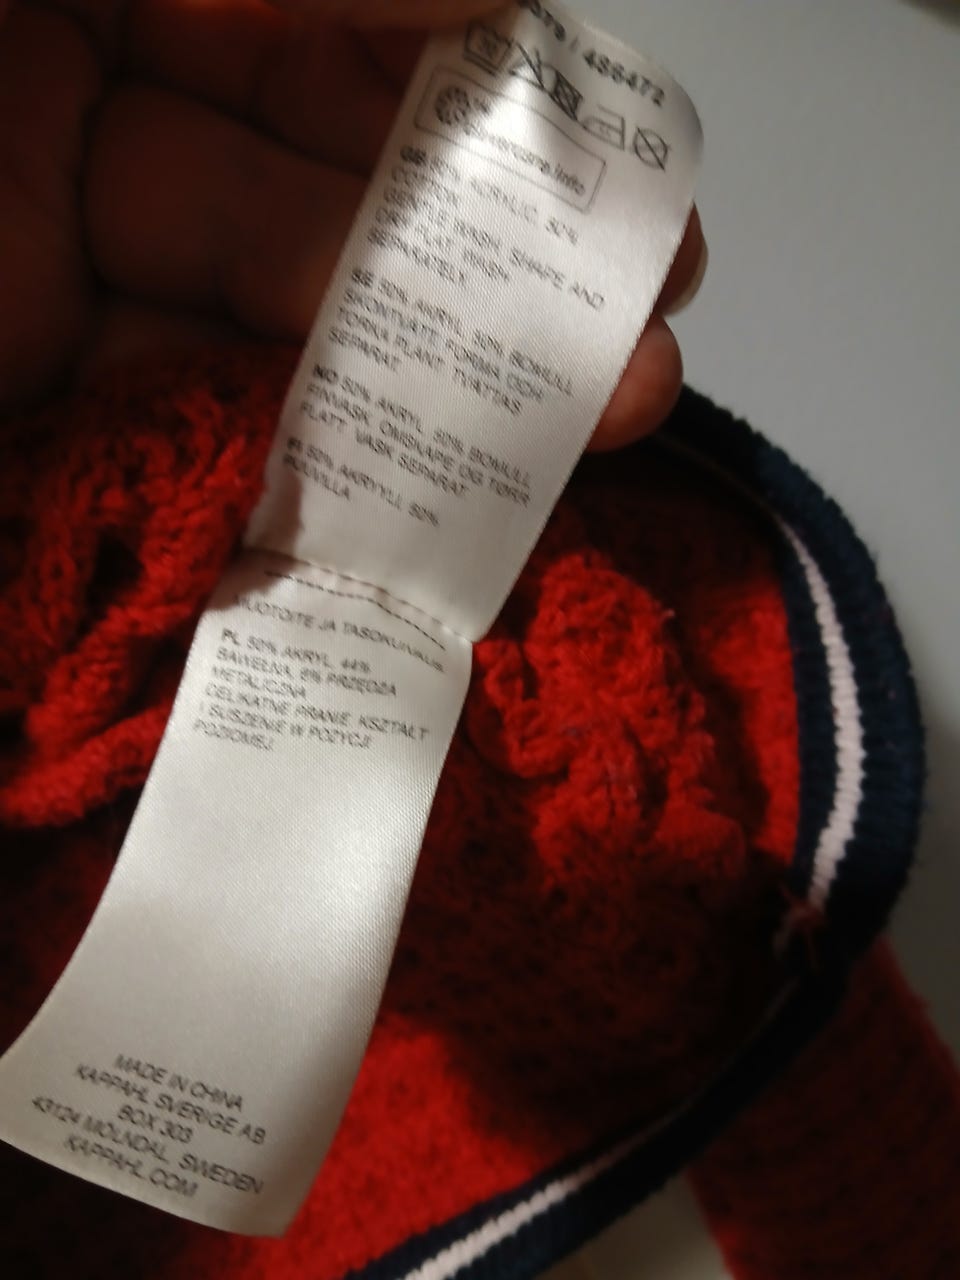 / 486472
GB 50% ACRYLIC, 50%
COTTON
GENTLE WASH, SHAPE AND
DRY FLAT, WASH
SEPARATELY.
SE 50% AKRYL, 50% BOMULL
SKONTVÄTT, FORMA OCH
TORKA PLANT. TVÄTTAS
SEPARAT.
NO 50% AKRYL, 50% BOMULL
FINVASK, OMSKAPE OG TØRR
FLATT. VASK SEPARAT.
FI 50% AKRYYLI, 50%
PUUVILLA
MUOTOILE JA TASOKUIVAUS.
PL 50% AKRYL, 44%
BAWEŁNA, 6% PRZĘDZA
METALICZNA
DELIKATNE PRANIE, KSZTAŁT
I SUSZENIE W POZYCJI
POZIOMEJ.
MADE IN CHINA
KAPPAHL SVERIGE AB
BOX 303
43124 MÖLNDAL, SWEDEN
KAPPAHL.COM